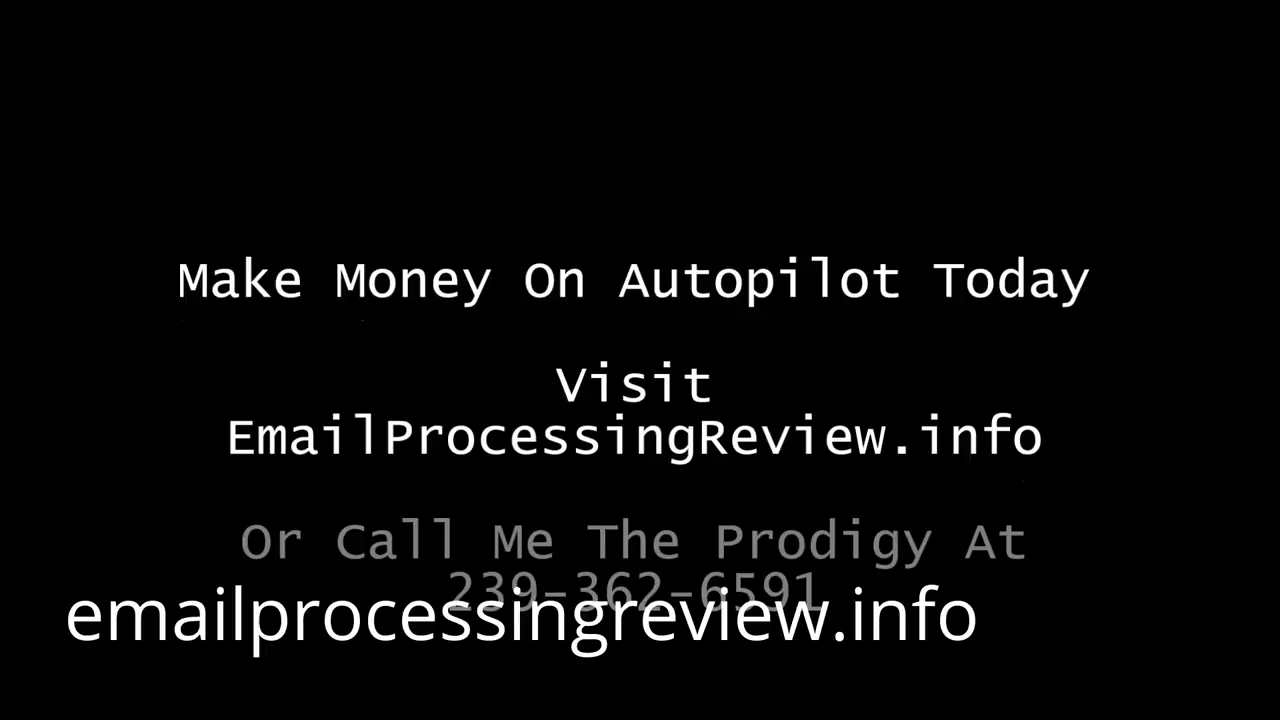 Make Money On Autopilot Today
Visit
EmailProcessingReview.info
Or Call Me The Prodigy At
239-362-6591
emailprocessingreview.info